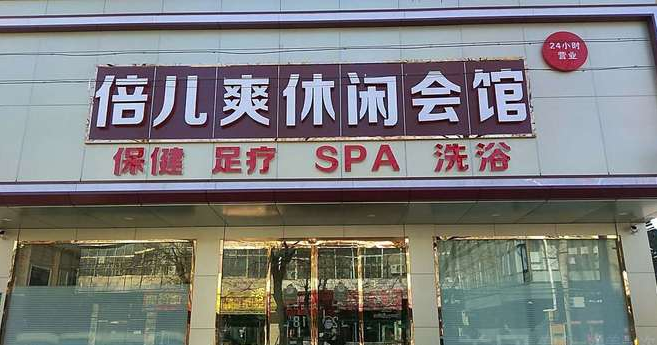 24小时
营业
倍儿爽休闲会馆
保健 足疗 SPA 洗浴